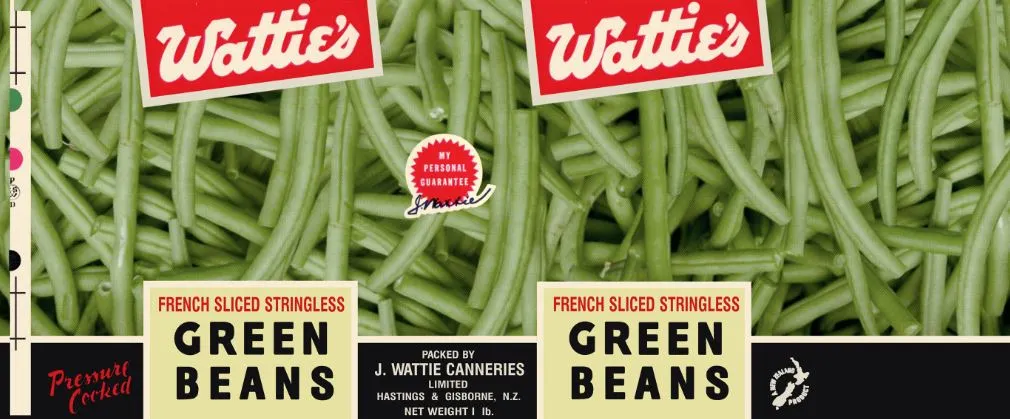 Wattie's
Wattie's
MY
PERSONAL
GUARANTEE
JWattie
FRENCH SLICED STRINGLESS
GREEN
BEANS
FRENCH SLICED STRINGLESS
GREEN
BEANS
Pressure
Cooked
PACKED BY
J. WATTIE CANNERIES
LIMITED
HASTINGS & GISBORNE, N.Z.
NET WEIGHT 1 lb.
A NEW ZEALAND
PRODUCT